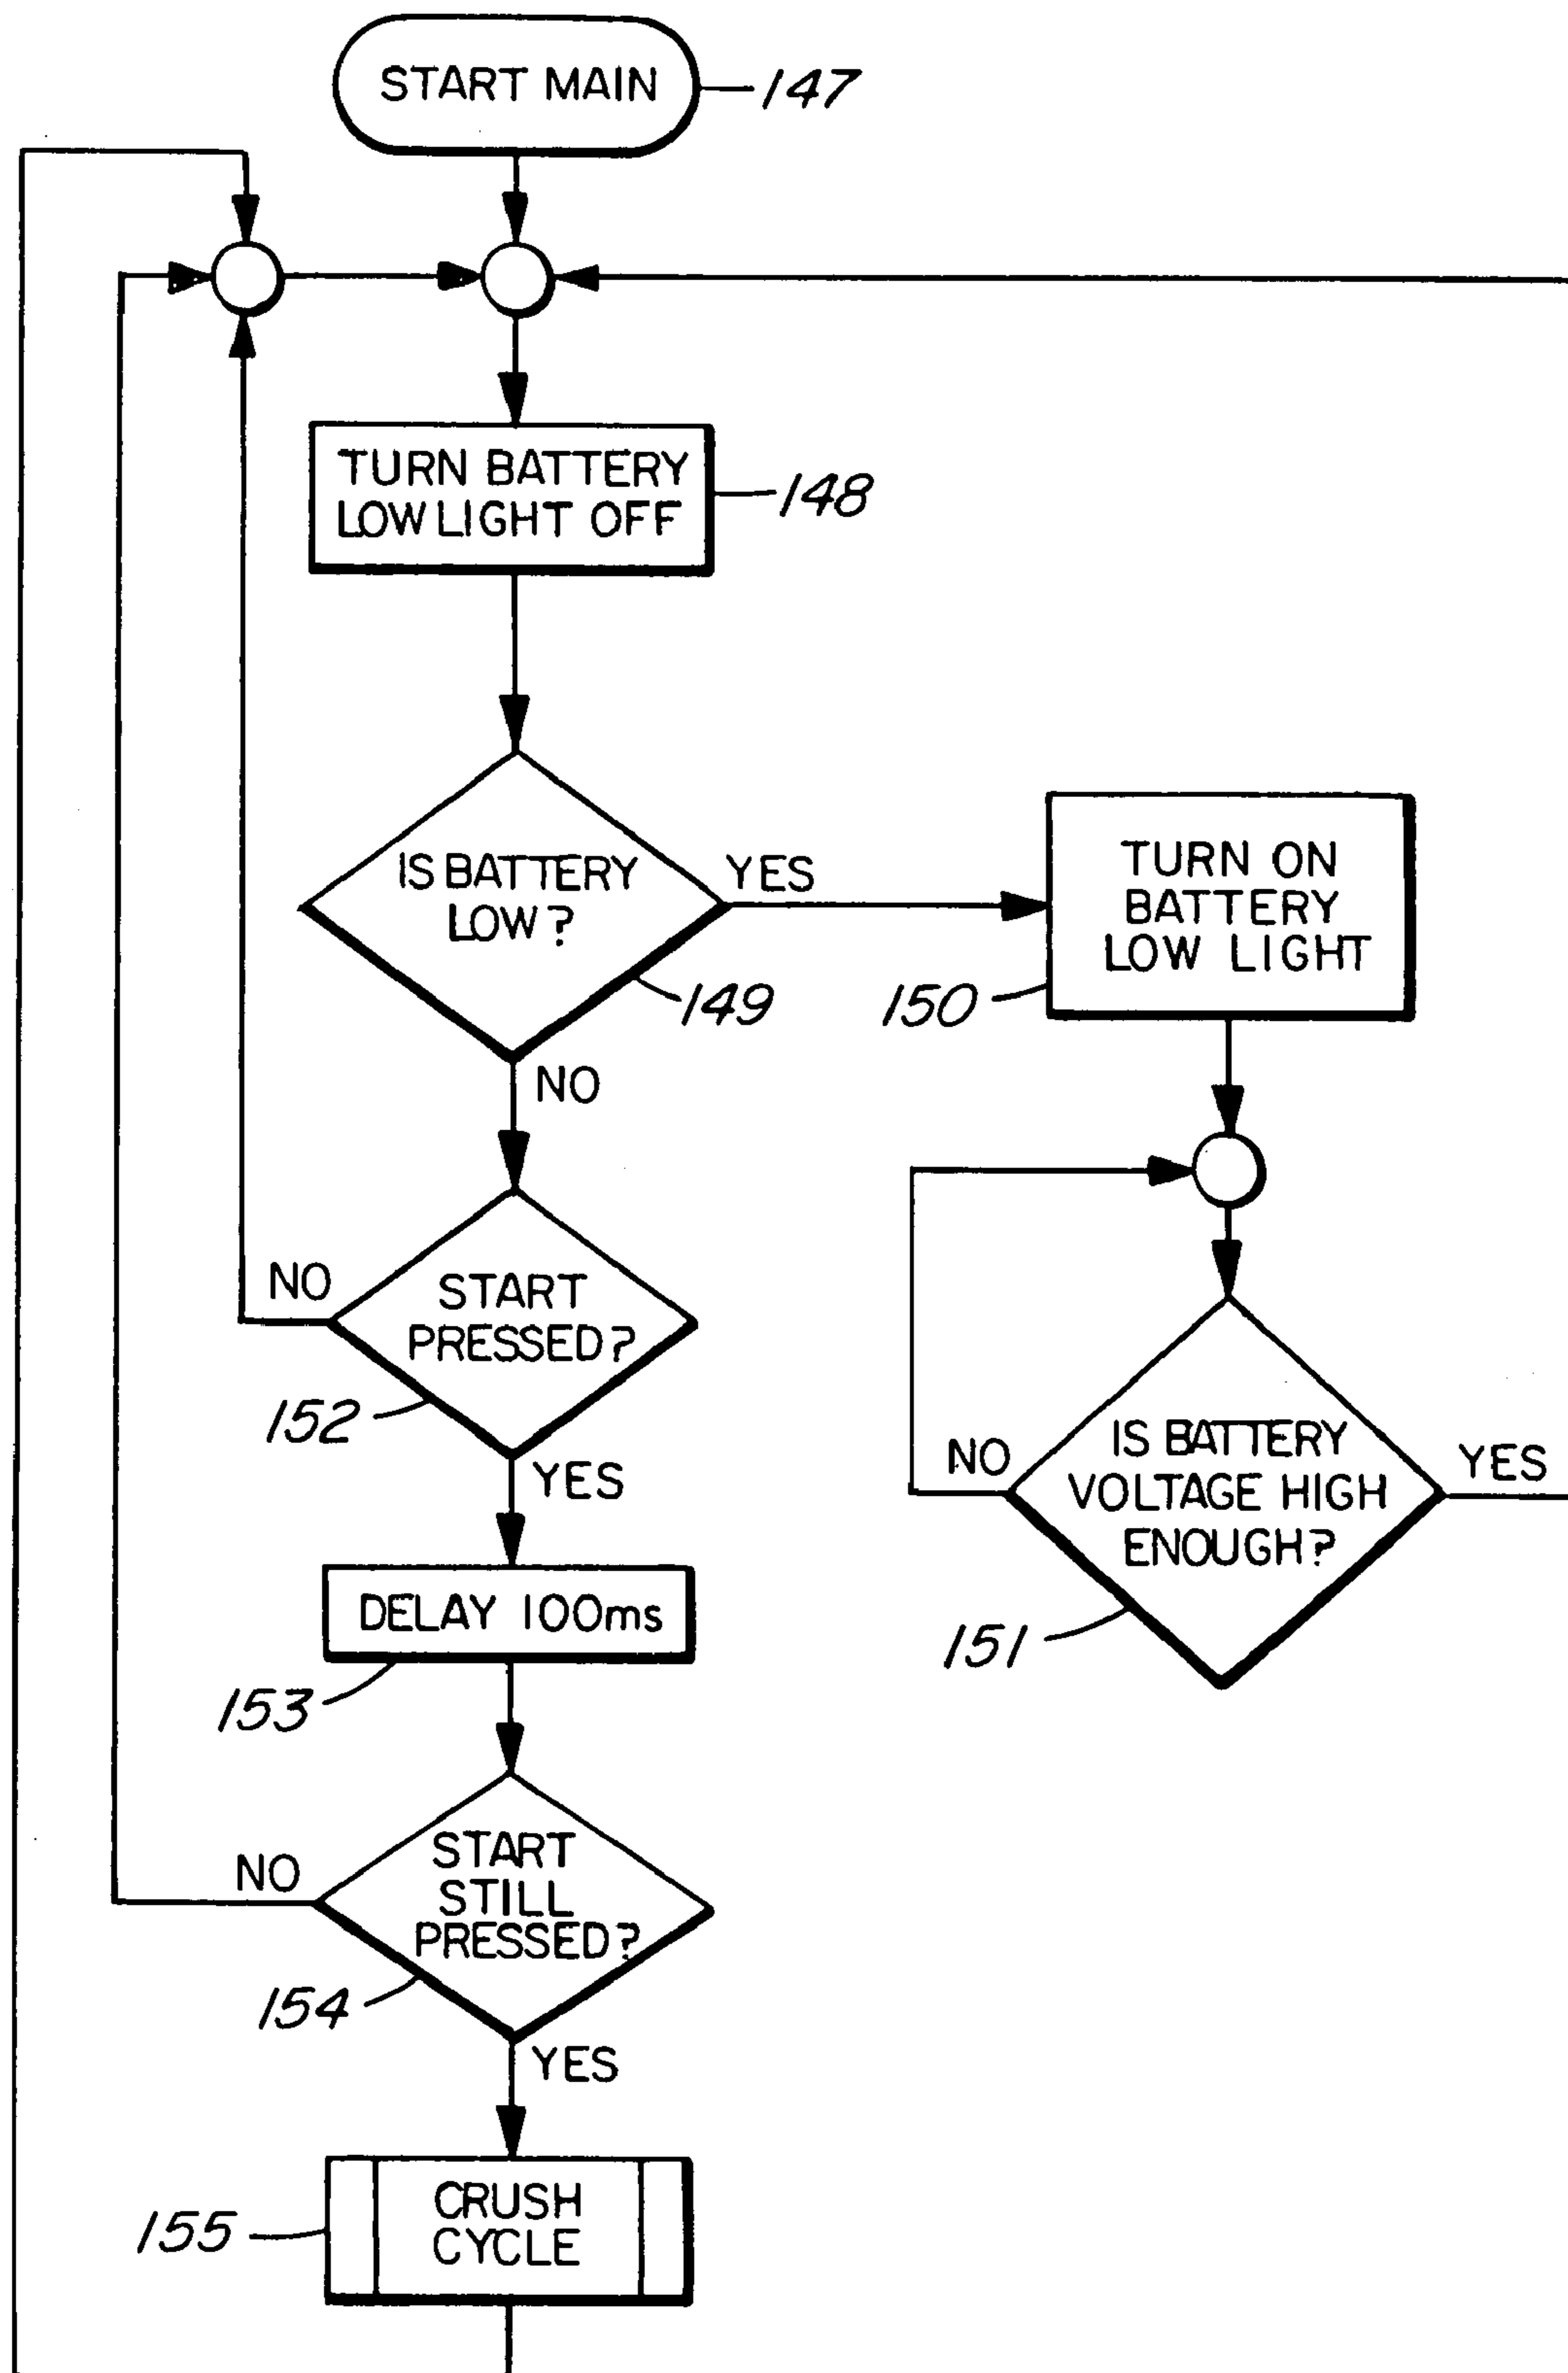 START MAIN
147
TURN BATTERY
LOW LIGHT OFF
148
IS BATTERY
LOW?
YES
149
NO
TURN ON
BATTERY
LOW LIGHT
150
START
PRESSED?
NO
152
YES
IS BATTERY
VOLTAGE HIGH
ENOUGH?
NO
YES
151
DELAY 100ms
153
START
STILL
PRESSED?
NO
154
YES
CRUSH
CYCLE
155